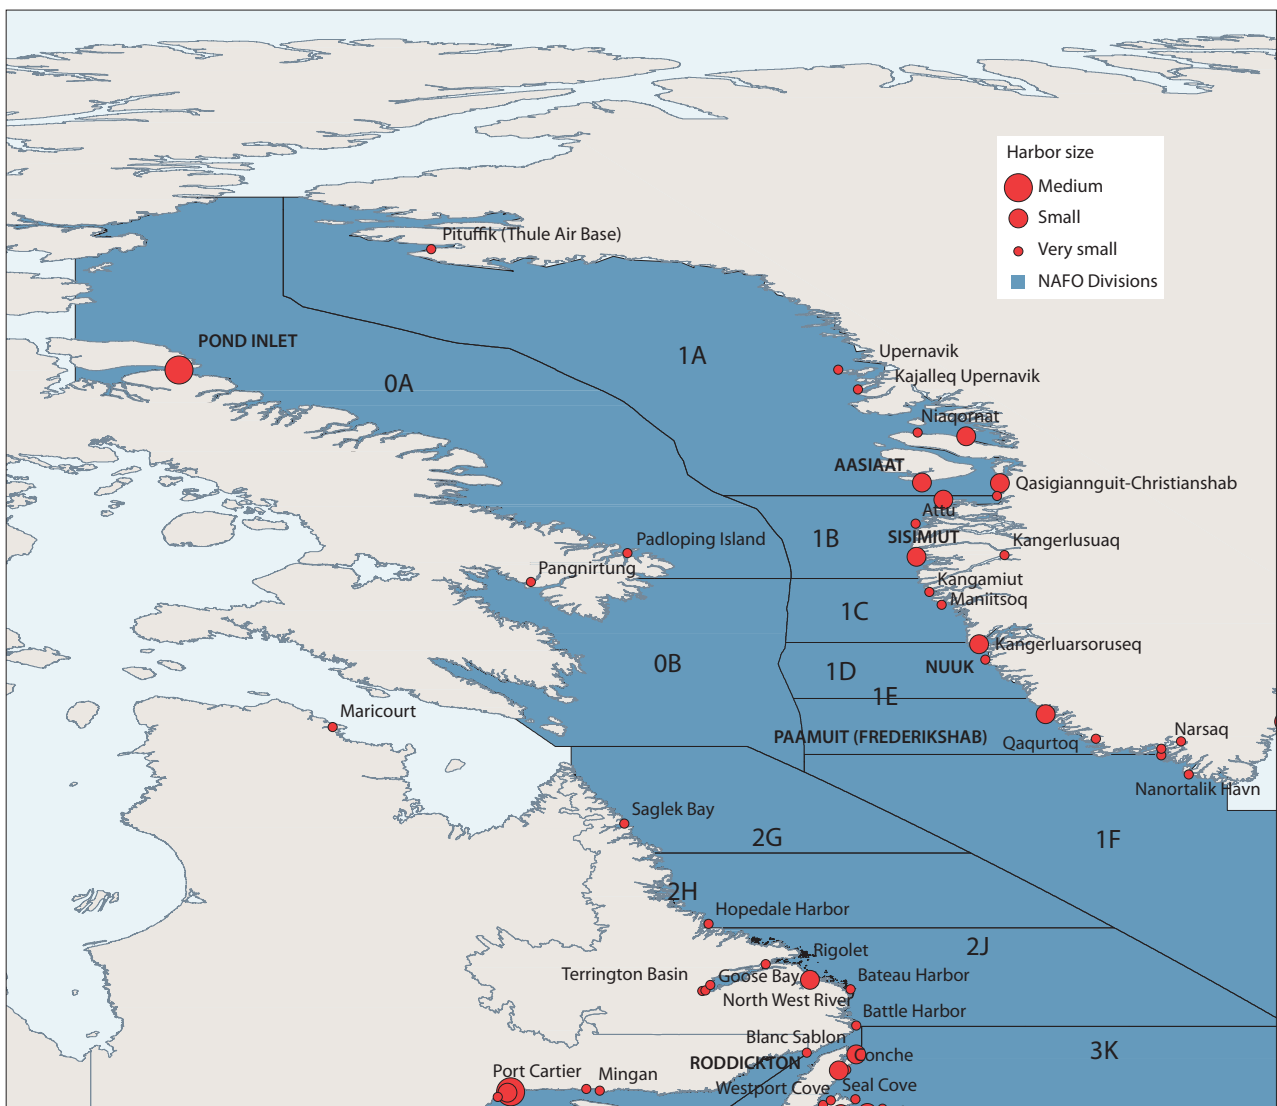 Harbor size
Medium
Small
Very small
NAFO Divisions
Pituffik (Thule Air Base)
POND INLET
0A
1A
Upernavik
Kajalleq Upernavik
Niaqornat
AASIAAT
Qasigiannguit-Christianshab
Attu
1B
SISIMIUT
Kangerlusuaq
Padloping Island
Pangnirtung
Kangamiut
Maniitsoq
1C
Kangerluarsoruseq
0B
1D
NUUK
1E
Maricourt
PAAMUIT (FREDERIKSHAB)
Qaqurtoq
Narsaq
Nanortalik Havn
Saglek Bay
2G
1F
2H
Hopedale Harbor
2J
Rigolet
Terrington Basin
Goose Bay
Bateau Harbor
North West River
Battle Harbor
Blanc Sablon
3K
Conche
RODDICKTON
Port Cartier
Mingan
Westport Cove
Seal Cove